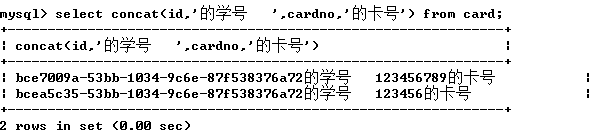 mysql> select concat(id,'的学号   ',cardno,'的卡号') from card;
+-----------------------------------------------------------------+
| concat(id,'的学号   ',cardno,'的卡号')                        |
+-----------------------------------------------------------------+
| bce7009a-53bb-1034-9c6e-87f538376a72的学号   123456789的卡号            |
| bcea5c35-53bb-1034-9c6e-87f538376a72的学号   123456的卡号               |
+-----------------------------------------------------------------+
2 rows in set (0.00 sec)